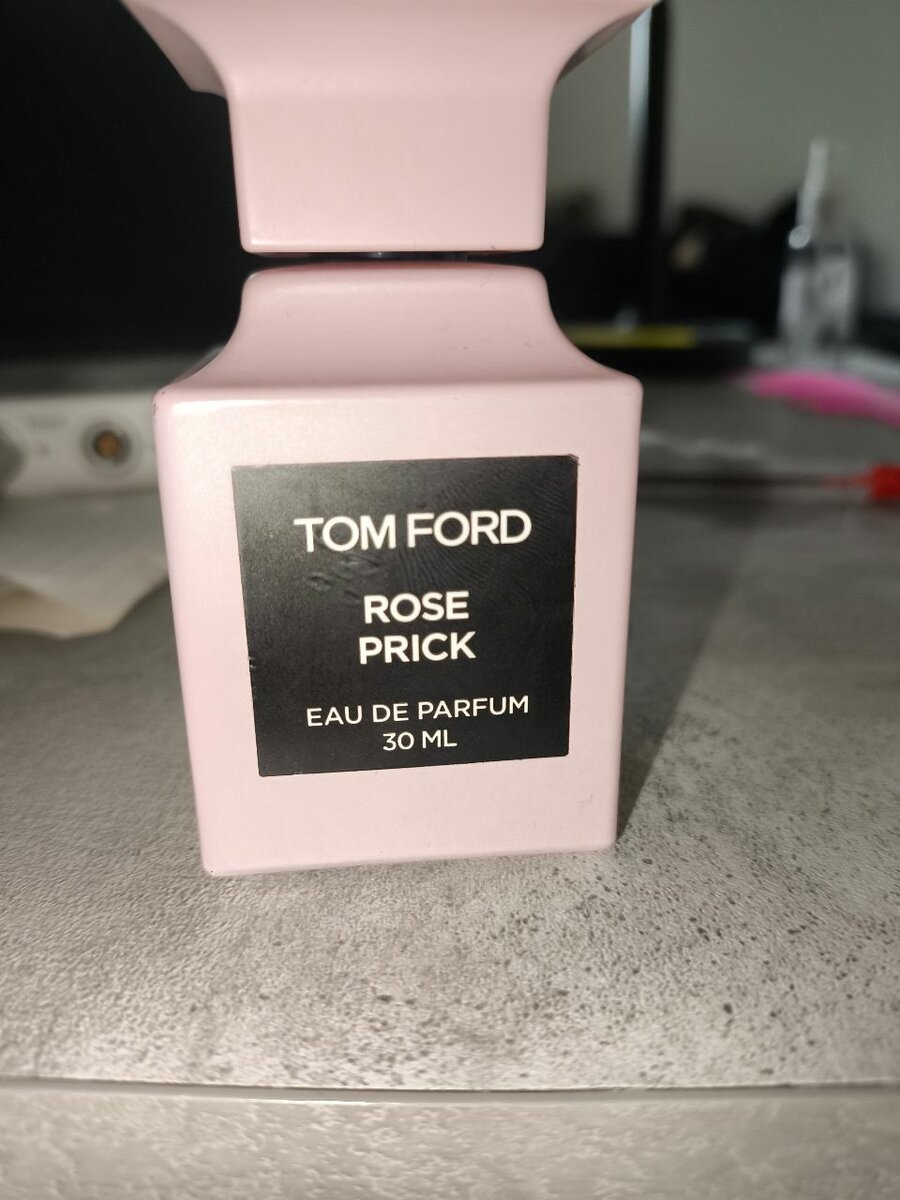 TOM FORD
ROSE
PRICK
EAU DE PARFUM
30 ML